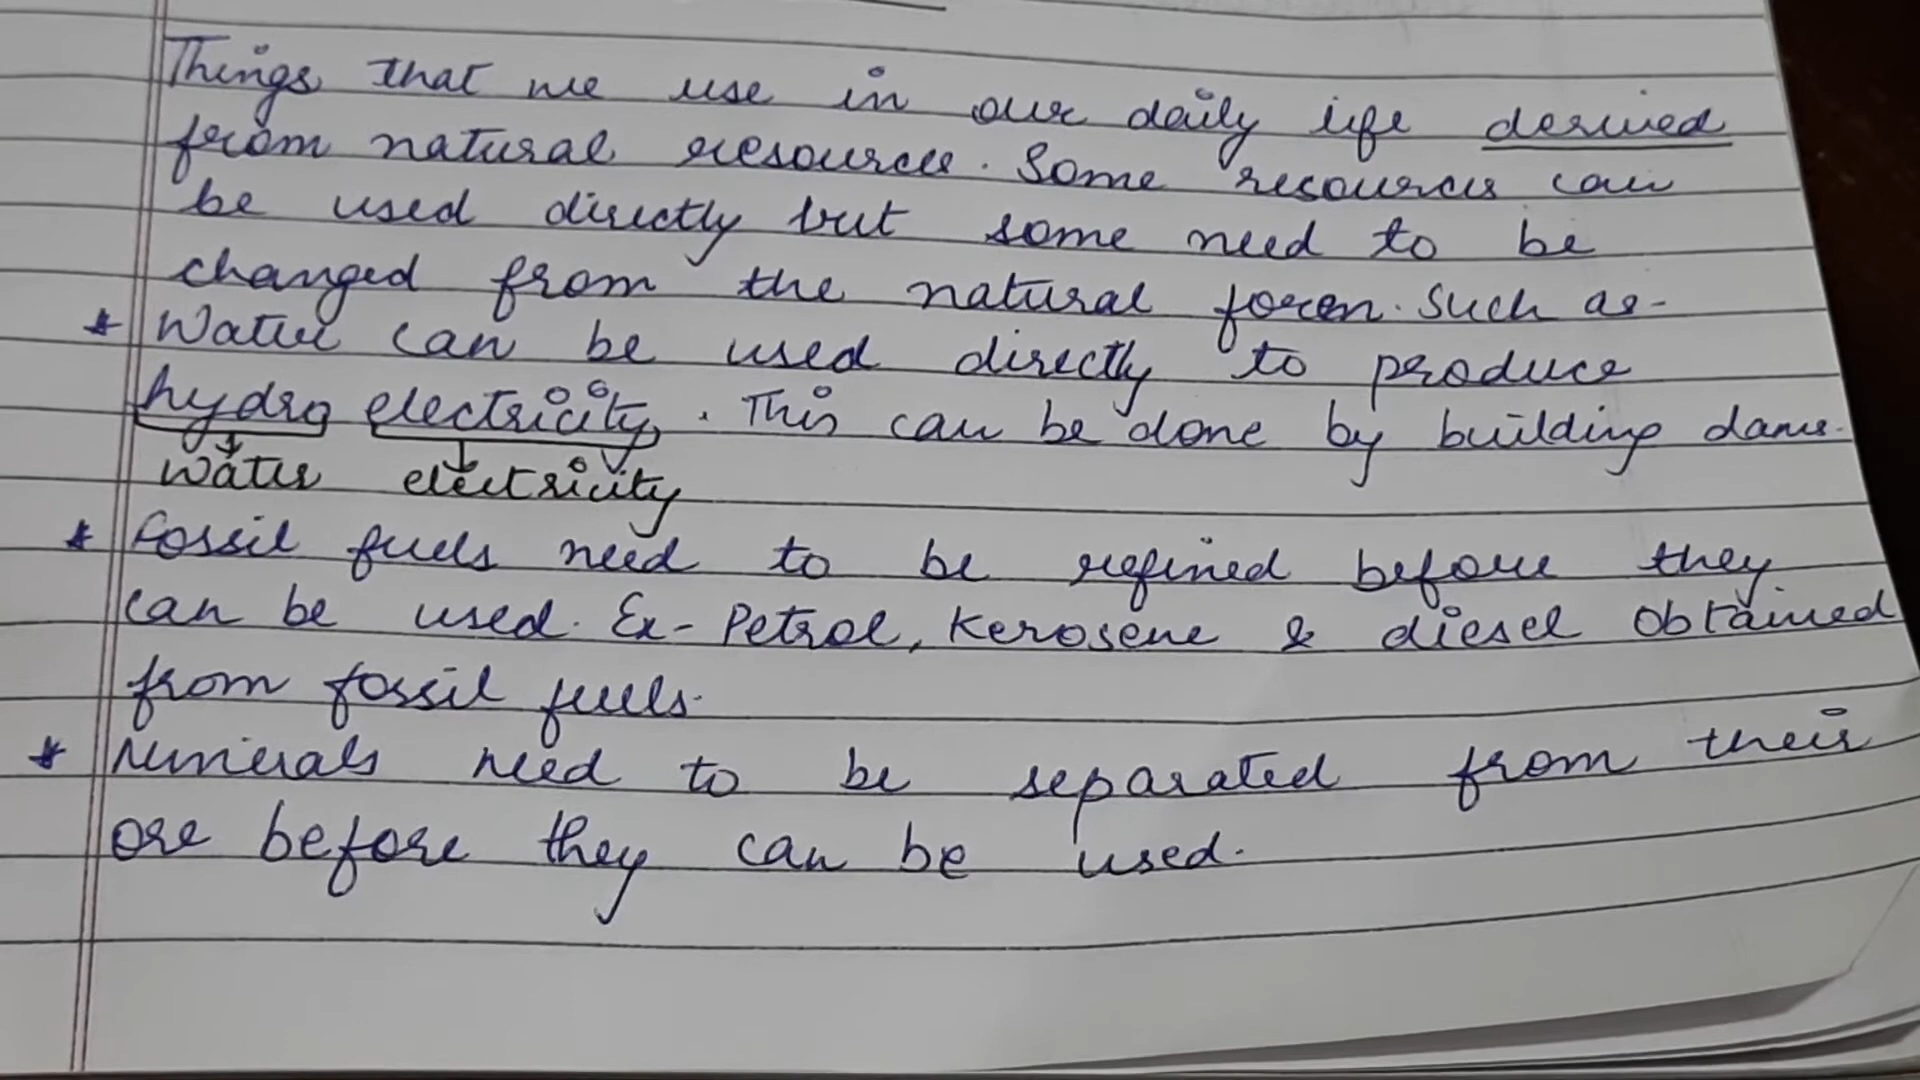 Things that we use in our daily life derived
from natural resources. Some resources can
be used directly but some need to be
changed from the natural form. Such as-
* Water can be used directly to produce
hydro electricity. This can be done by building dams.
water electricity
* Fossil fuels need to be refined before they
can be used. Ex- Petrol, Kerosene & diesel obtained
from fossil fuels.
* Minerals need to be separated from their
ore before they can be used.